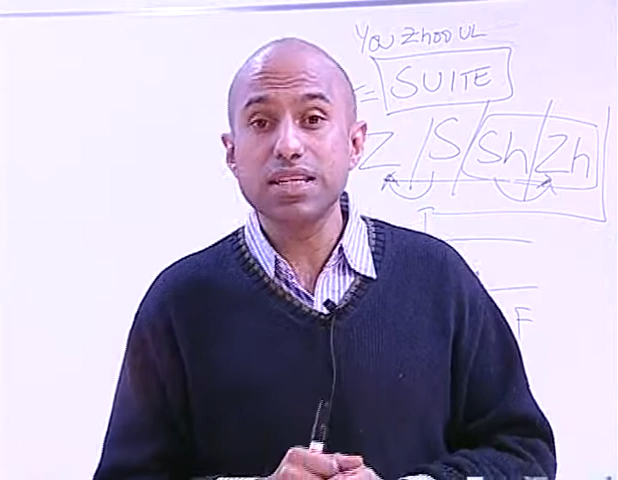 You Zhoo UL
= SUITE
Z / S / Sh / Zh
F